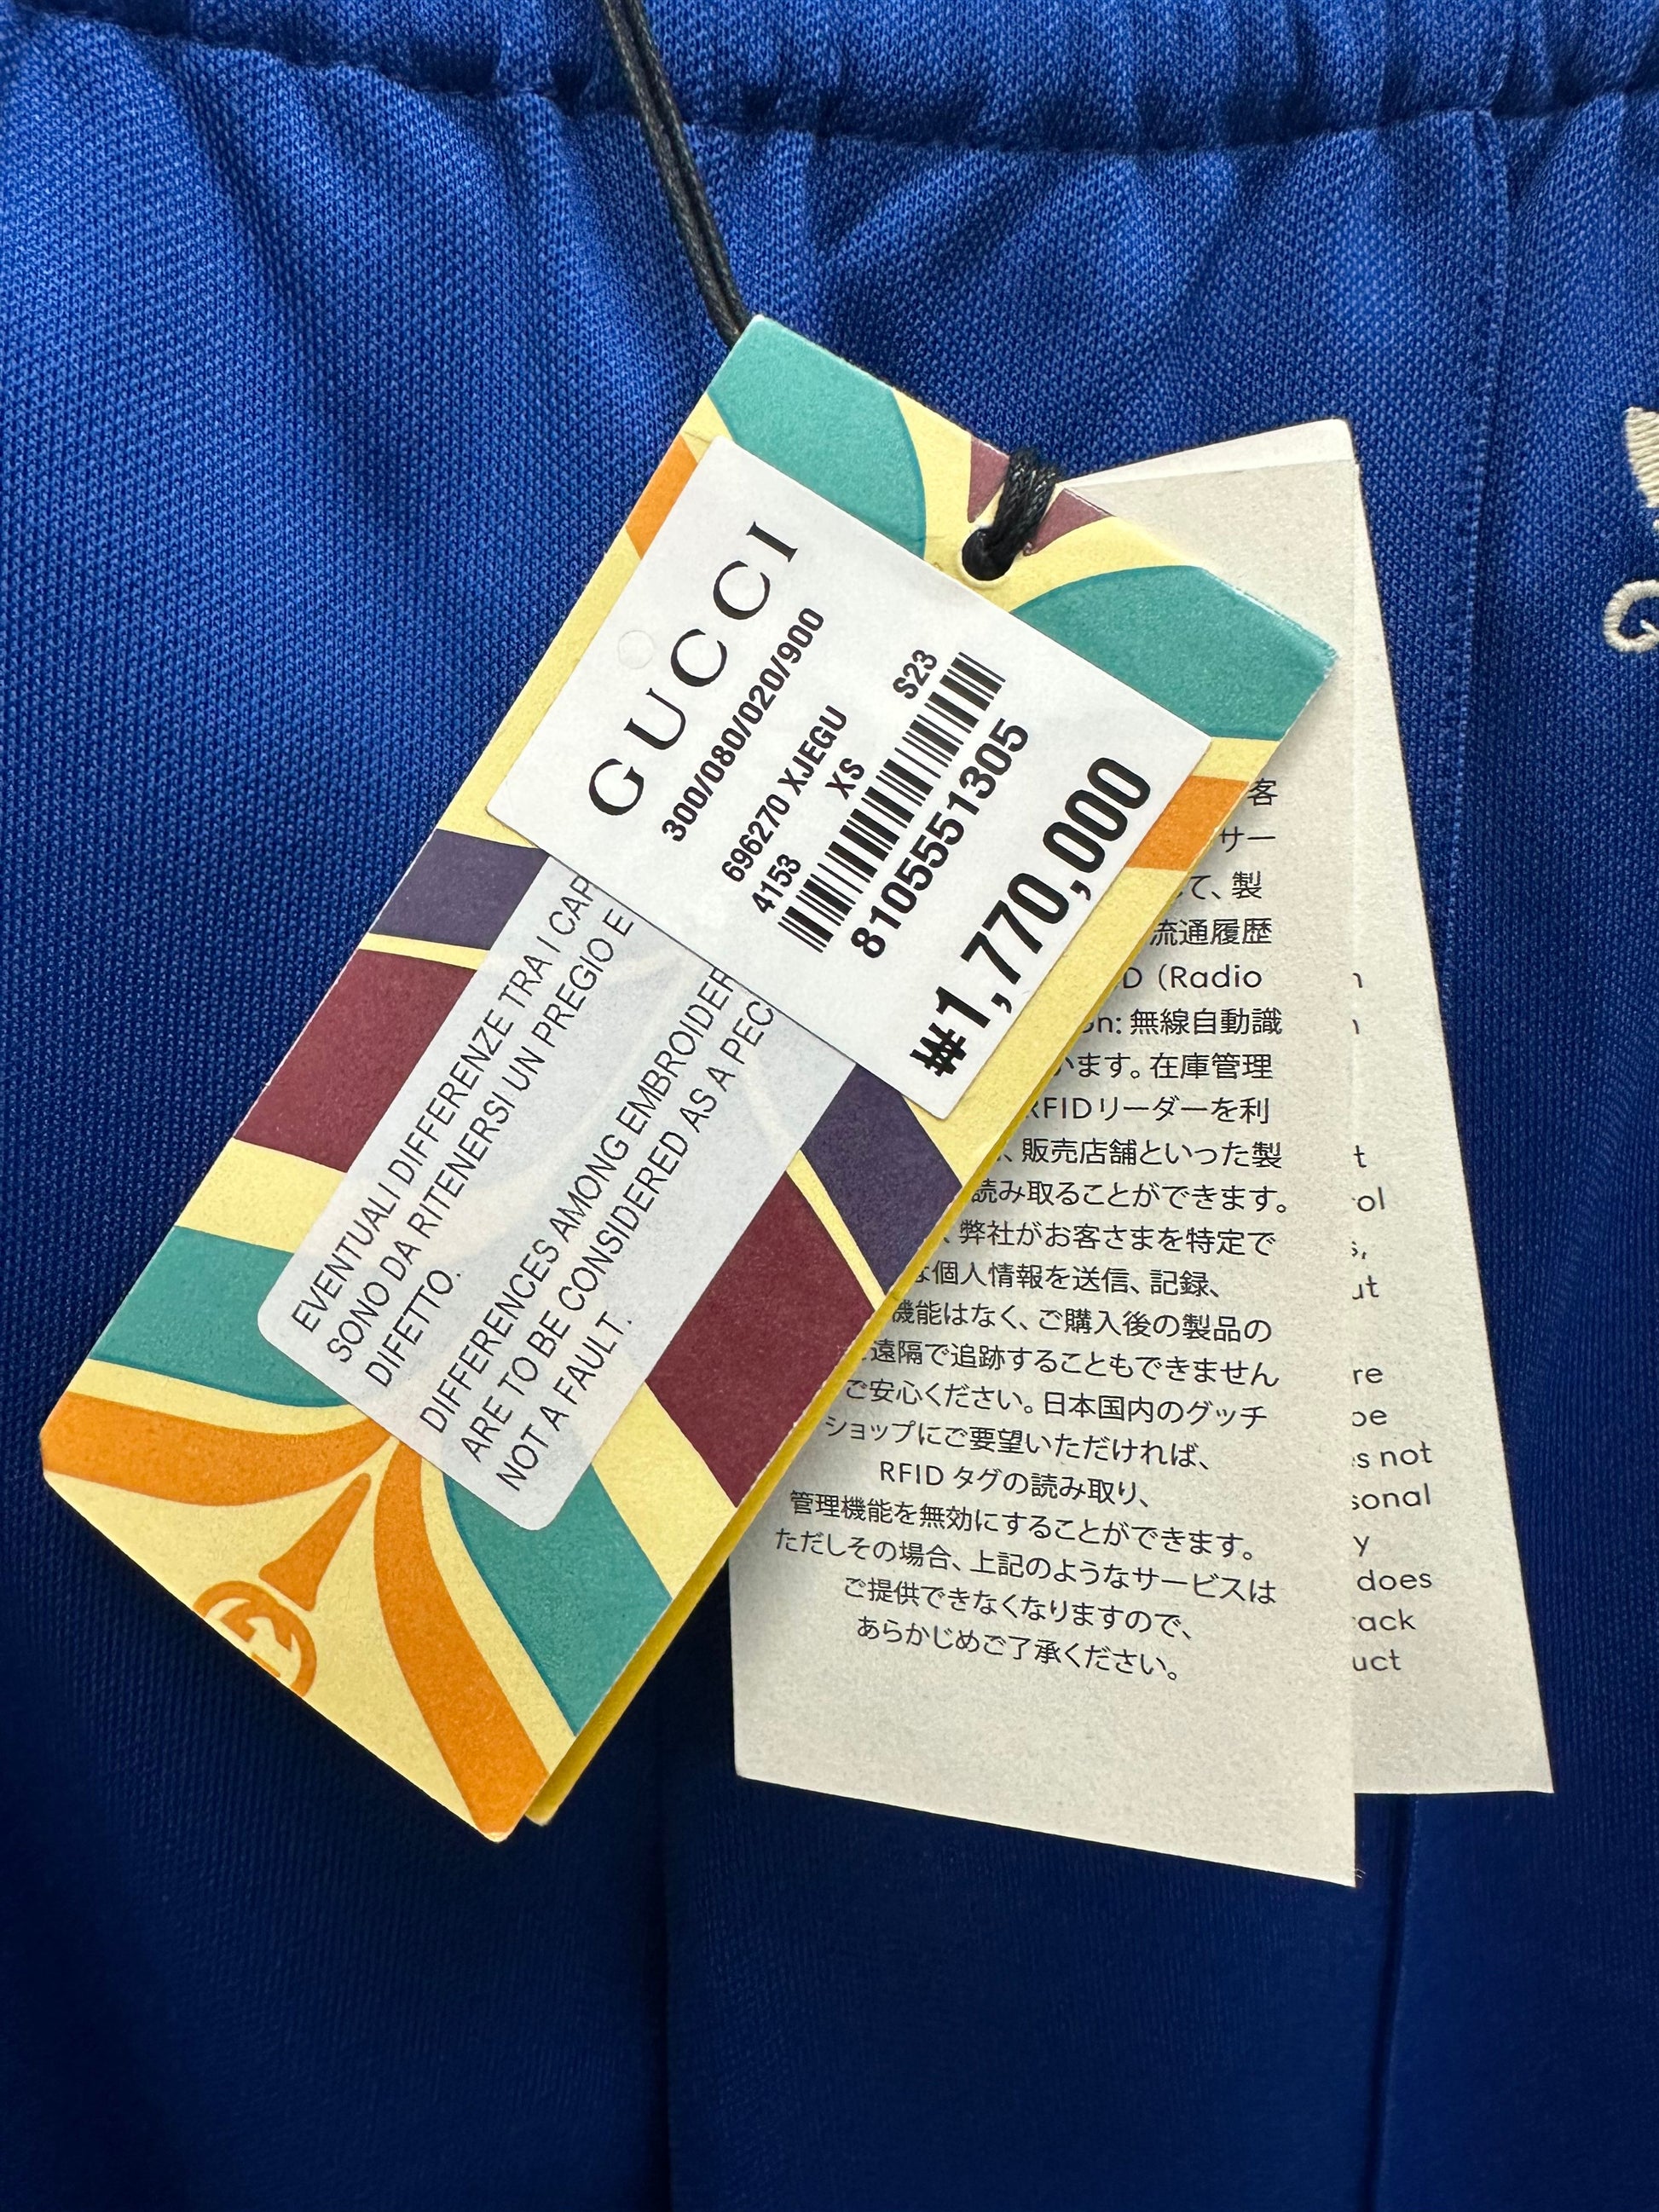 GUCCI
300/080/020/900
696270 XJEGU
XS
4153
S23
8105551305
₩1,770,000
EVENTUALI DIFFERENZE TRA I CAP
SONO DA RITENERSI UN PREGIO E
DIFETTO.
DIFFERENCES AMONG EMBROIDER
ARE TO BE CONSIDERED AS A PEC
NOT A FAULT.
客
サー
て、製
流通履歴
D（Radio
on: 無線自動識
います。在庫管理
RFIDリーダーを利
、販売店舗といった製
読み取ることができます。
、弊社がお客さまを特定で
な個人情報を送信、記録、
機能はなく、ご購入後の製品の
遠隔で追跡することもできません
ご安心ください。日本国内のグッチ
ショップにご要望いただければ、
RFID タグの読み取り、
管理機能を無効にすることができます。
ただしその場合、上記のようなサービスは
ご提供できなくなりますので、
あらかじめご了承ください。
t
ol
s,
ut
re
be
s not
sonal
y
does
ack
uct